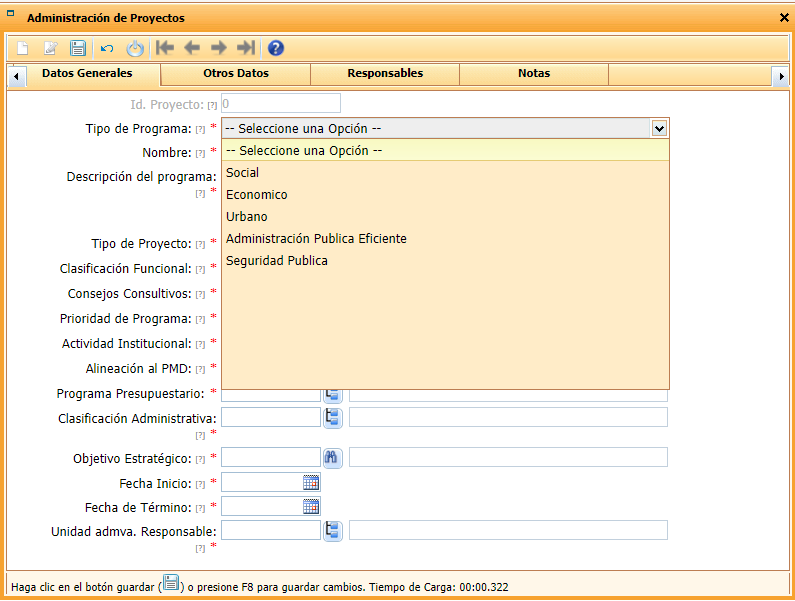 Administración de Proyectos
Datos Generales Otros Datos Responsables Notas
Id. Proyecto: [?] 0
Tipo de Programa: [?] * -- Seleccione una Opción --
Nombre: [?] * -- Seleccione una Opción --
Descripción del programa: Social
[?] * Economico
Urbano
Tipo de Proyecto: [?] * Administración Publica Eficiente
Clasificación Funcional: [?] * Seguridad Publica
Consejos Consultivos: [?] *
Prioridad de Programa: [?] *
Actividad Institucional: [?] *
Alineación al PMD: [?] *
Programa Presupuestario: *
Clasificación Administrativa:
[?] *
Objetivo Estratégico: [?] *
Fecha Inicio: [?] *
Fecha de Término: [?] *
Unidad admva. Responsable:
[?] *
Haga clic en el botón guardar ( ) o presione F8 para guardar cambios. Tiempo de Carga: 00:00.322